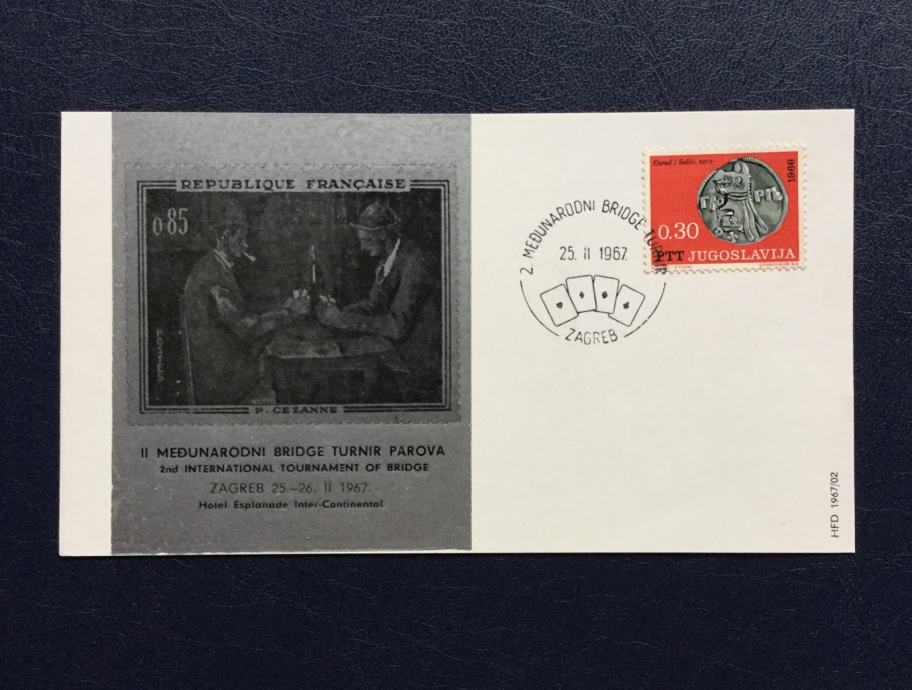 REPUBLIQUE FRANÇAISE
0.85
POSTES
P. CEZANNE
II MEĐUNARODNI BRIDGE TURNIR PAROVA
2nd INTERNATIONAL TOURNAMENT OF BRIDGE
ZAGREB 25.–26. II 1967.
Hotel Esplanade Inter-Continental
2. MEĐUNARODNI BRIDGE TURNIR
25. II 1967.
ZAGREB
1966
0.30
PTT JUGOSLAVIJA
HFD 1967/02